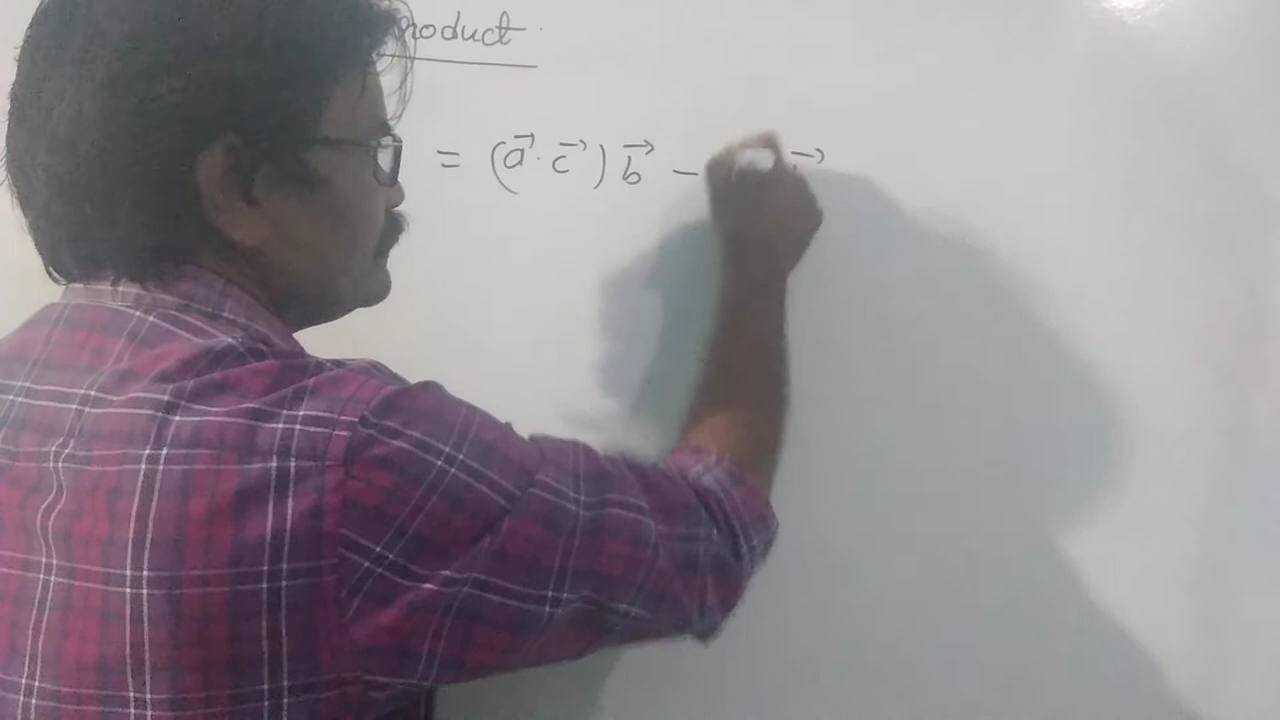 Product
= (a⃗ · c⃗) b⃗ –